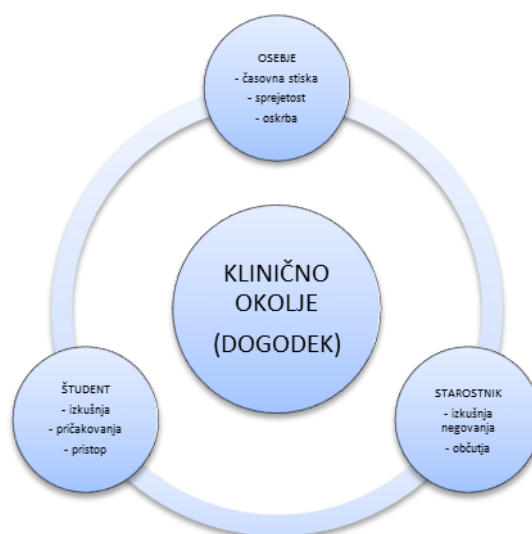 OSEBJE
- časovna stiska
- sprejetost
- oskrba
KLINIČNO
OKOLJE
(DOGODEK)
ŠTUDENT
- izkušnja
- pričakovanja
- pristop
STAROSTNIK
- izkušnja
negovanja
- občutja